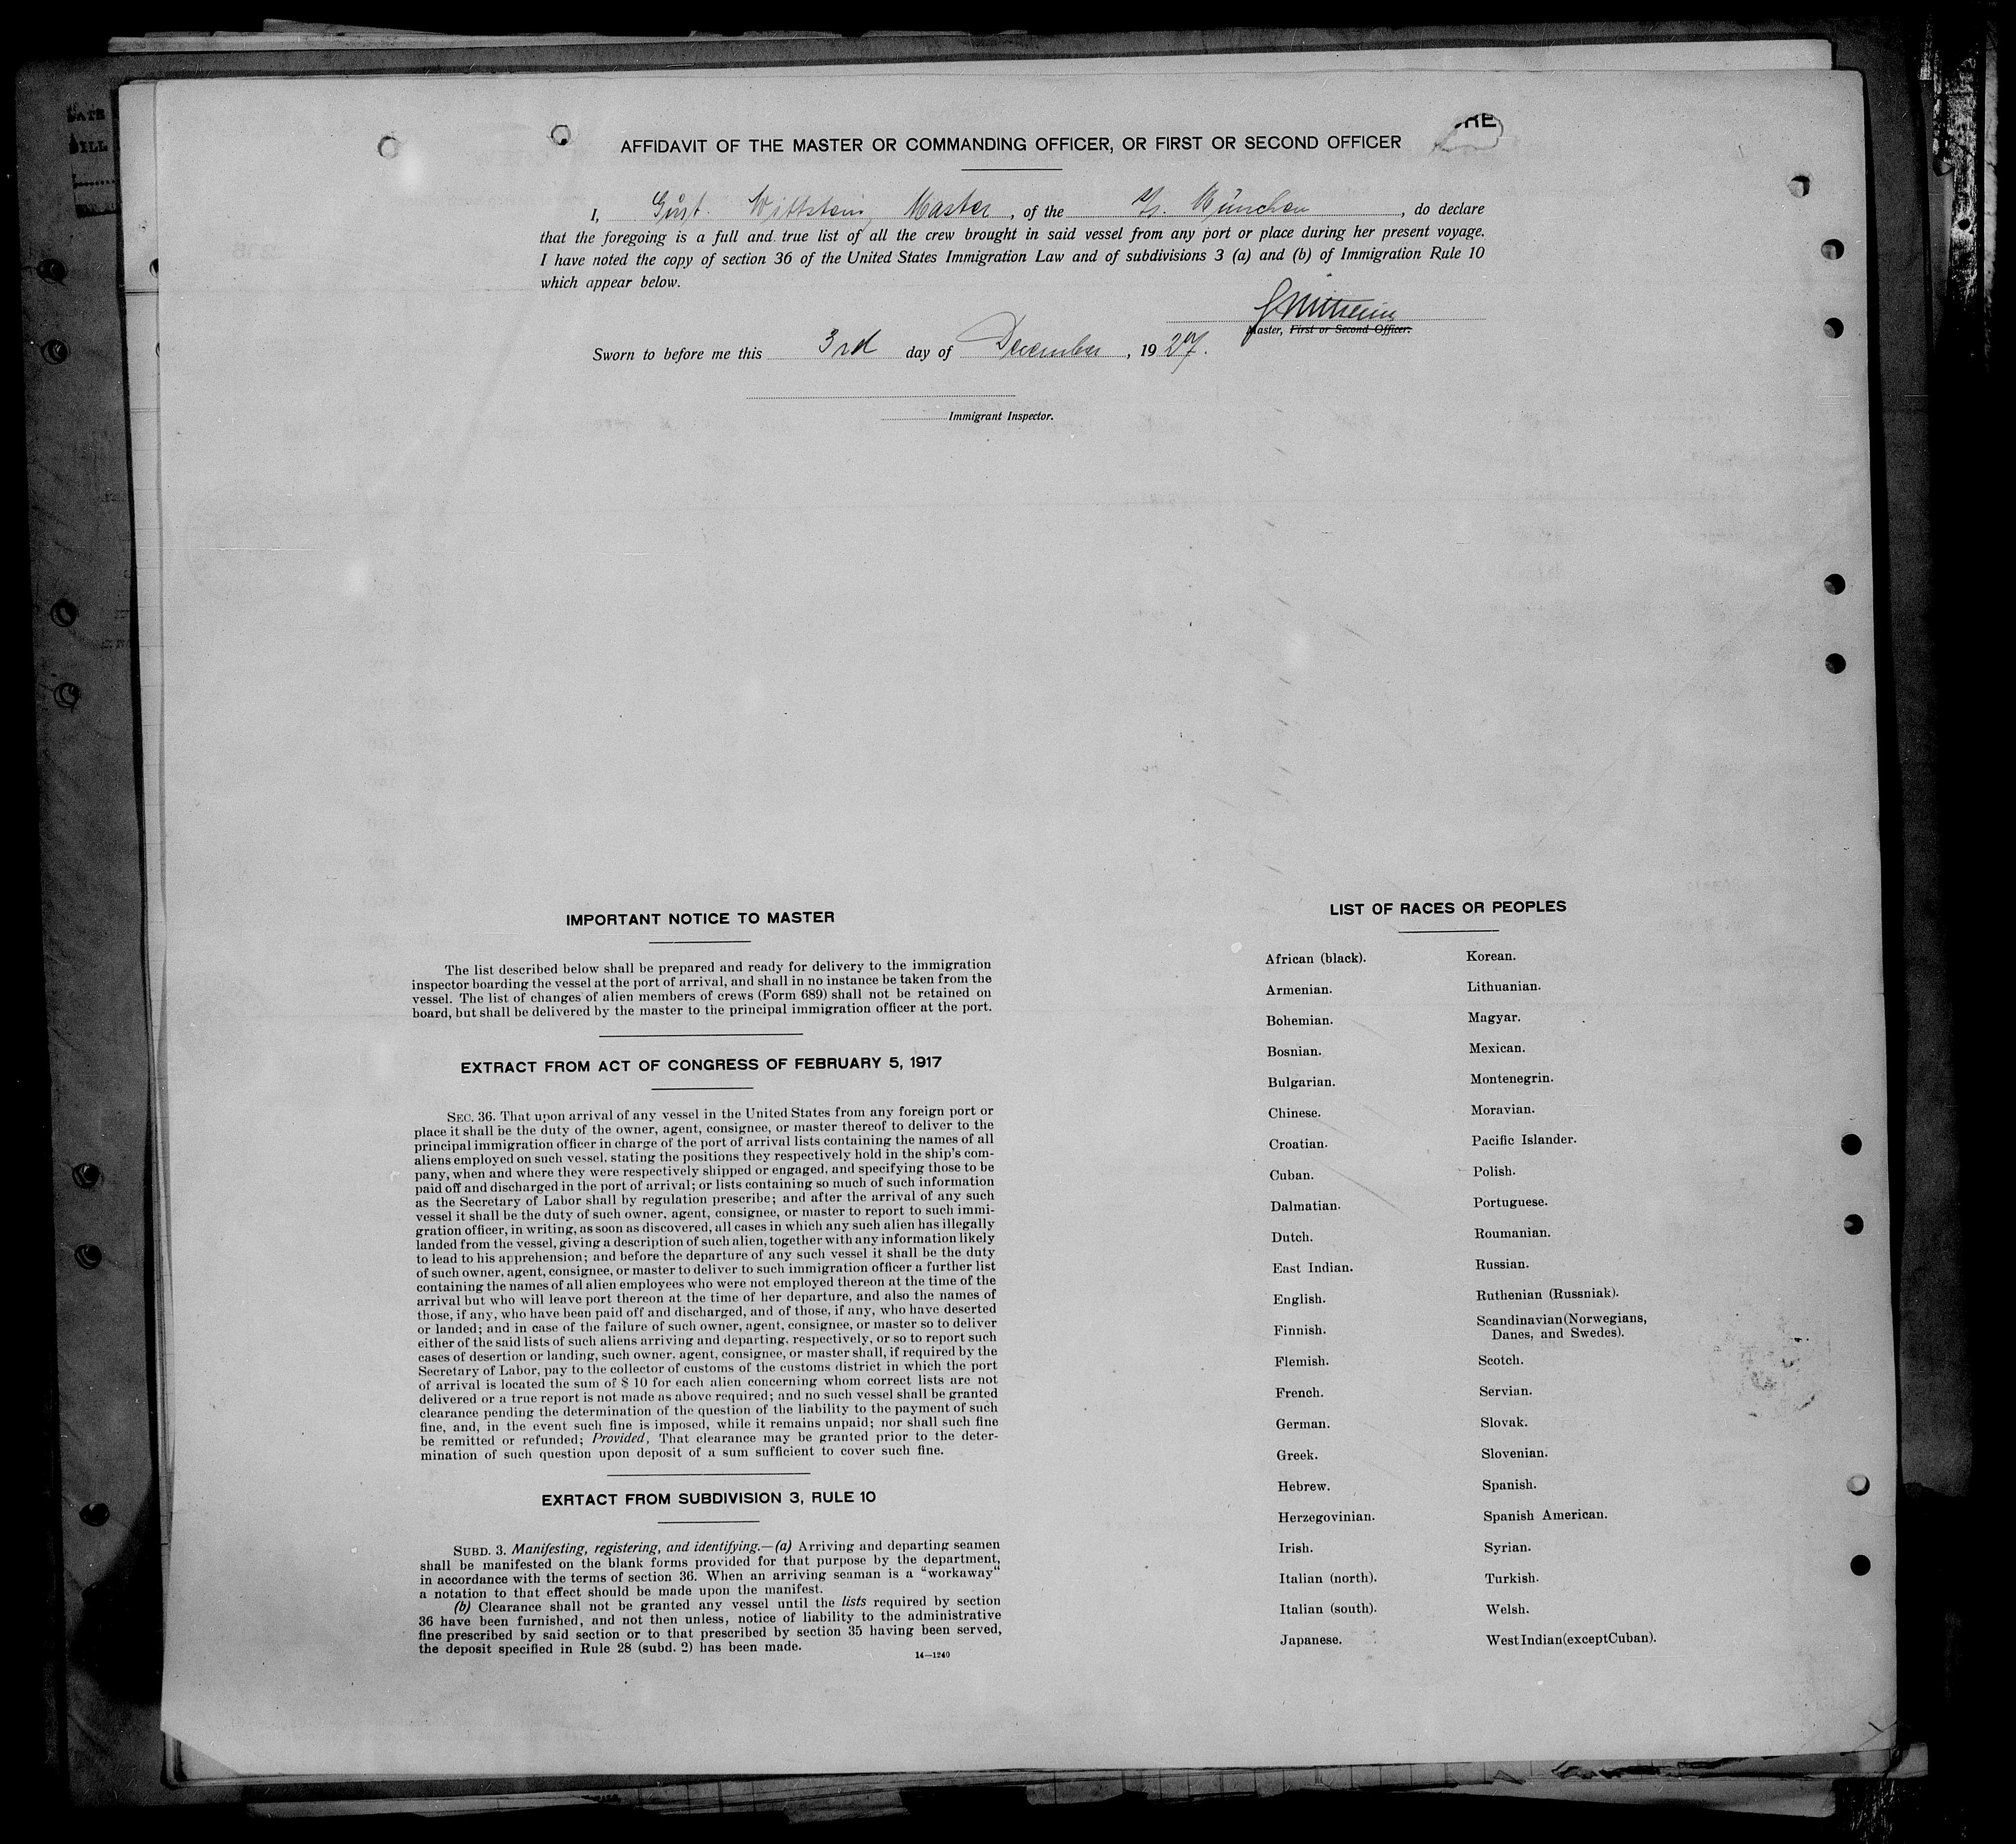 DATE
AFFIDAVIT OF THE MASTER OR COMMANDING OFFICER, OR FIRST OR SECOND OFFICER
I, Gust. Wittstein, Master, of the S/S. München, do declare
that the foregoing is a full and true list of all the crew brought in said vessel from any port or place during her present voyage.
I have noted the copy of section 36 of the United States Immigration Law and of subdivisions 3 (a) and (b) of Immigration Rule 10
which appear below.
GWittstein
Master, First or Second Officer.
Sworn to before me this 3rd day of December, 1927.
Immigrant Inspector.
IMPORTANT NOTICE TO MASTER
The list described below shall be prepared and ready for delivery to the immigration
inspector boarding the vessel at the port of arrival, and shall in no instance be taken from the
vessel. The list of changes of alien members of crews (Form 689) shall not be retained on
board, but shall be delivered by the master to the principal immigration officer at the port.
EXTRACT FROM ACT OF CONGRESS OF FEBRUARY 5, 1917
SEC. 36. That upon arrival of any vessel in the United States from any foreign port or
place it shall be the duty of the owner, agent, consignee, or master thereof to deliver to the
principal immigration officer in charge of the port of arrival lists containing the names of all
aliens employed on such vessel, stating the positions they respectively hold in the ship's com-
pany, when and where they were respectively shipped or engaged, and specifying those to be
paid off and discharged in the port of arrival; or lists containing so much of such information
as the Secretary of Labor shall by regulation prescribe; and after the arrival of any such
vessel it shall be the duty of such owner, agent, consignee, or master to report to such immi-
gration officer, in writing, as soon as discovered, all cases in which any such alien has illegally
landed from the vessel, giving a description of such alien, together with any information likely
to lead to his apprehension; and before the departure of any such vessel it shall be the duty
of such owner, agent, consignee, or master to deliver to such immigration officer a further list
containing the names of all alien employees who were not employed thereon at the time of the
arrival but who will leave port thereon at the time of her departure, and also the names of
those, if any, who have been paid off and discharged, and of those, if any, who have deserted
or landed; and in case of the failure of such owner, agent, consignee, or master so to deliver
either of the said lists of such aliens arriving and departing, respectively, or so to report such
cases of desertion or landing, such owner, agent, consignee, or master shall, if required by the
Secretary of Labor, pay to the collector of customs of the customs district in which the port
of arrival is located the sum of $ 10 for each alien concerning whom correct lists are not
delivered or a true report is not made as above required; and no such vessel shall be granted
clearance pending the determination of the question of the liability to the payment of such
fine, and, in the event such fine is imposed, while it remains unpaid; nor shall such fine
be remitted or refunded; Provided, That clearance may be granted prior to the deter-
mination of such question upon deposit of a sum sufficient to cover such fine.
EXRTACT FROM SUBDIVISION 3, RULE 10
SUBD. 3. Manifesting, registering, and identifying.—(a) Arriving and departing seamen
shall be manifested on the blank forms provided for that purpose by the department,
in accordance with the terms of section 36. When an arriving seaman is a "workaway"
a notation to that effect should be made upon the manifest.
(b) Clearance shall not be granted any vessel until the lists required by section
36 have been furnished, and not then unless, notice of liability to the administrative
fine prescribed by said section or to that prescribed by section 35 having been served,
the deposit specified in Rule 28 (subd. 2) has been made.
14—1240
LIST OF RACES OR PEOPLES
African (black).
Armenian.
Bohemian.
Bosnian.
Bulgarian.
Chinese.
Croatian.
Cuban.
Dalmatian.
Dutch.
East Indian.
English.
Finnish.
Flemish.
French.
German.
Greek.
Hebrew.
Herzegovinian.
Irish.
Italian (north).
Italian (south).
Japanese.
Korean.
Lithuanian.
Magyar.
Mexican.
Montenegrin.
Moravian.
Pacific Islander.
Polish.
Portuguese.
Roumanian.
Russian.
Ruthenian (Russniak).
Scandinavian (Norwegians,
Danes, and Swedes).
Scotch.
Servian.
Slovak.
Slovenian.
Spanish.
Spanish American.
Syrian.
Turkish.
Welsh.
West Indian (except Cuban).